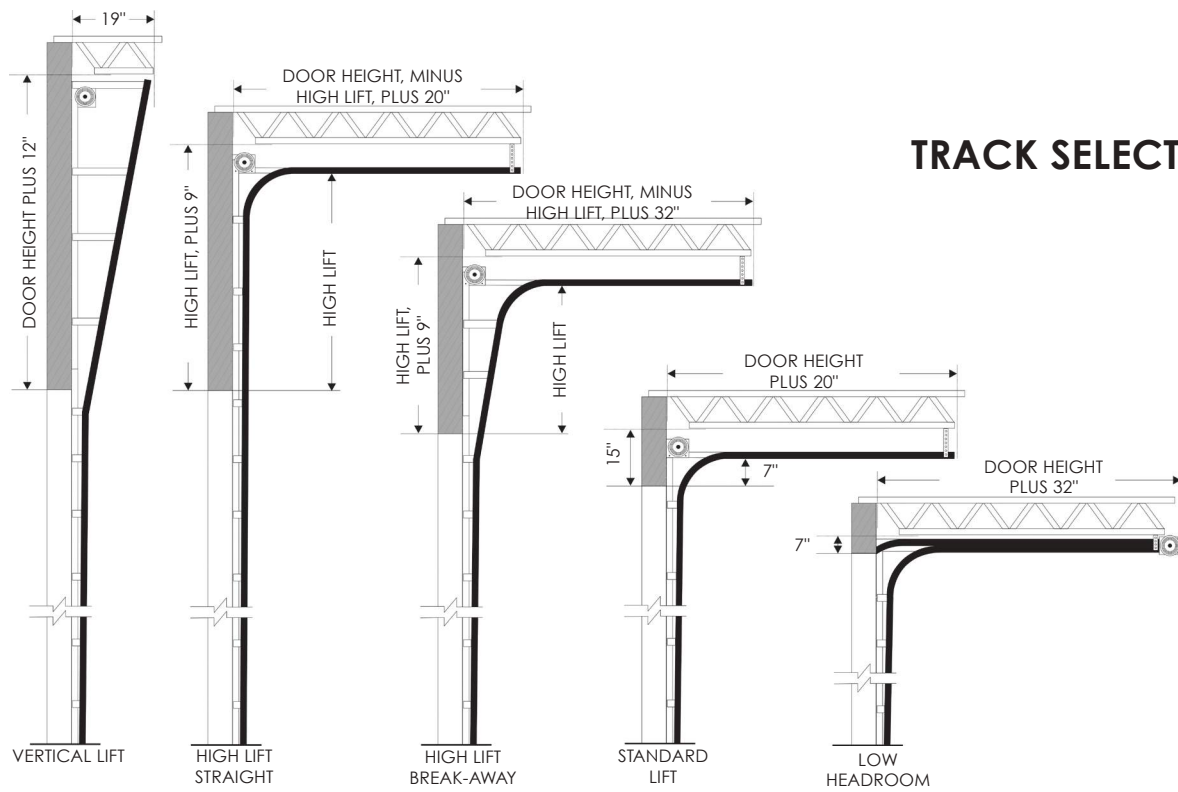 19"
DOOR HEIGHT PLUS 12"
VERTICAL LIFT
DOOR HEIGHT, MINUS
HIGH LIFT, PLUS 20"
HIGH LIFT, PLUS 9"
HIGH LIFT
HIGH LIFT
STRAIGHT
DOOR HEIGHT, MINUS
HIGH LIFT, PLUS 32"
HIGH LIFT,
PLUS 9"
HIGH LIFT
HIGH LIFT
BREAK-AWAY
TRACK SELECT
DOOR HEIGHT
PLUS 20"
15"
7"
STANDARD
LIFT
DOOR HEIGHT
PLUS 32"
7"
LOW
HEADROOM